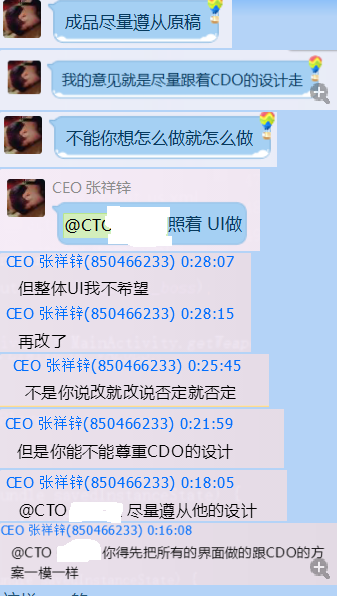 成品尽量遵从原稿
我的意见就是尽量跟着CDO的设计走
不能你想怎么做就怎么做
CEO 张祥锌
@CTO 照着 UI做
CEO 张祥锌(850466233) 0:28:07
但整体UI我不希望
CEO 张祥锌(850466233) 0:28:15
再改了
CEO 张祥锌(850466233) 0:25:45
不是你说改就改说否定就否定
CEO 张祥锌(850466233) 0:21:59
但是你能不能尊重CDO的设计
CEO 张祥锌(850466233) 0:18:05
@CTO 尽量遵从他的设计
CEO 张祥锌(850466233) 0:16:08
@CTO 你得先把所有的界面做的跟CDO的方
案一模一样